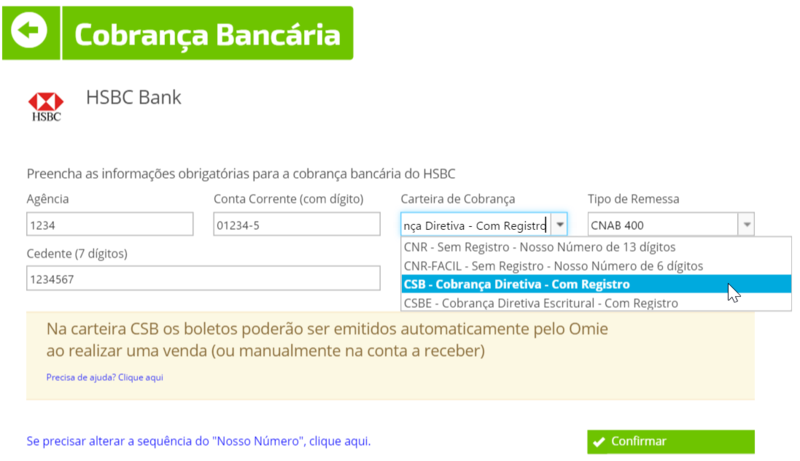 Cobrança Bancária
HSBC
HSBC Bank
Preencha as informações obrigatórias para a cobrança bancária do HSBC
Agência
Conta Corrente (com dígito)
Carteira de Cobrança
Tipo de Remessa
1234
01234-5
nça Diretiva - Com Registro
CNAB 400
Cedente (7 dígitos)
1234567
CNR - Sem Registro - Nosso Número de 13 dígitos
CNR-FACIL - Sem Registro - Nosso Número de 6 dígitos
CSB - Cobrança Diretiva - Com Registro
CSBE - Cobrança Diretiva Escritural - Com Registro
Na carteira CSB os boletos poderão ser emitidos automaticamente pelo Omie
ao realizar uma venda (ou manualmente na conta a receber)
Precisa de ajuda? Clique aqui
Se precisar alterar a sequência do "Nosso Número", clique aqui.
Confirmar